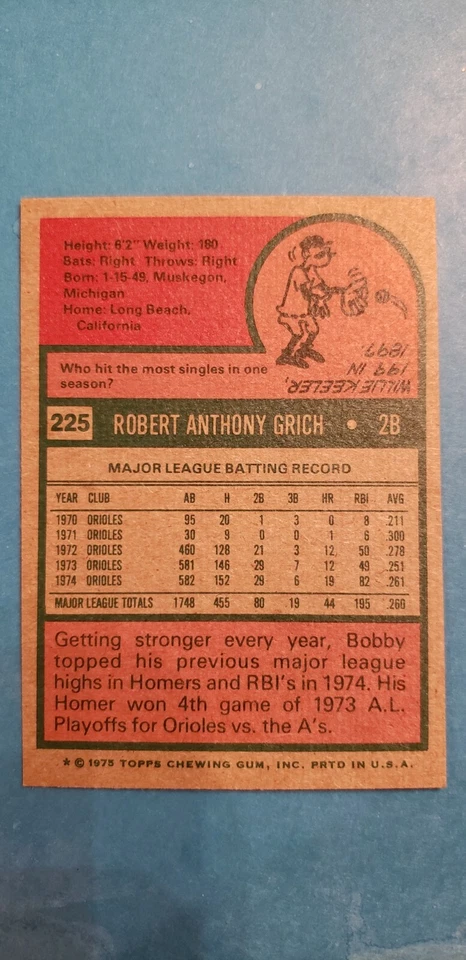 Height: 6'2" Weight: 180
Bats: Right Throws: Right
Born: 1-15-49, Muskegon,
Michigan
Home: Long Beach,
California
Who hit the most singles in one
season?
WILLIE KEELER,
199 IN
1897.
225 ROBERT ANTHONY GRICH • 2B
MAJOR LEAGUE BATTING RECORD
YEAR CLUB AB H 2B 3B HR RBI AVG
1970 ORIOLES 95 20 1 3 0 8 .211
1971 ORIOLES 30 9 0 0 1 6 .300
1972 ORIOLES 460 128 21 3 12 50 .278
1973 ORIOLES 581 146 29 7 12 49 .251
1974 ORIOLES 582 152 29 6 19 82 .261
MAJOR LEAGUE TOTALS 1748 455 80 19 44 195 .260
Getting stronger every year, Bobby
topped his previous major league
highs in Homers and RBI's in 1974. His
Homer won 4th game of 1973 A.L.
Playoffs for Orioles vs. the A's.
* © 1975 TOPPS CHEWING GUM, INC. PRTD IN U.S.A.